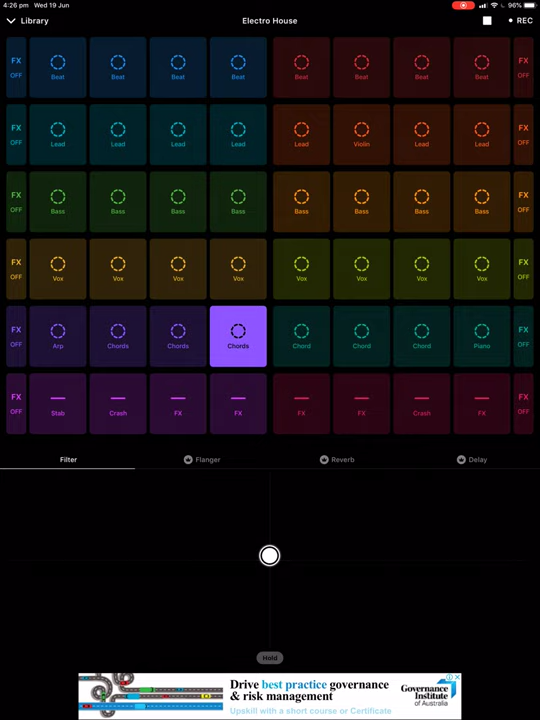 4:26 pm Wed 19 Jun 96%
Library Electro House REC
FX Beat Beat Beat Beat Beat Beat Beat Beat FX
OFF OFF
FX Lead Lead Lead Lead Lead Violin Lead Lead FX
OFF OFF
FX Bass Bass Bass Bass Bass Bass Bass Bass FX
OFF OFF
FX Vox Vox Vox Vox Vox Vox Vox Vox FX
OFF OFF
FX Arp Chords Chords Chords Chord Chord Chord Piano FX
OFF OFF
FX Stab Crash FX FX FX FX Crash FX FX
OFF OFF
Filter Flanger Reverb Delay
Hold
Drive best practice governance
& risk management
Upskill with a short course or Certificate
Governance
Institute
of Australia